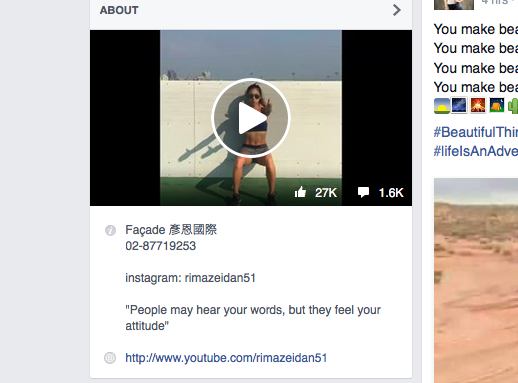 ABOUT
4 hrs
You make bea
You make bea
You make bea
You make bea
#BeautifulThin
#lifeIsAnAdve
27K
1.6K
Façade 彥恩國際
02-87719253
instagram: rimazeidan51
"People may hear your words, but they feel your
attitude"
http://www.youtube.com/rimazeidan51